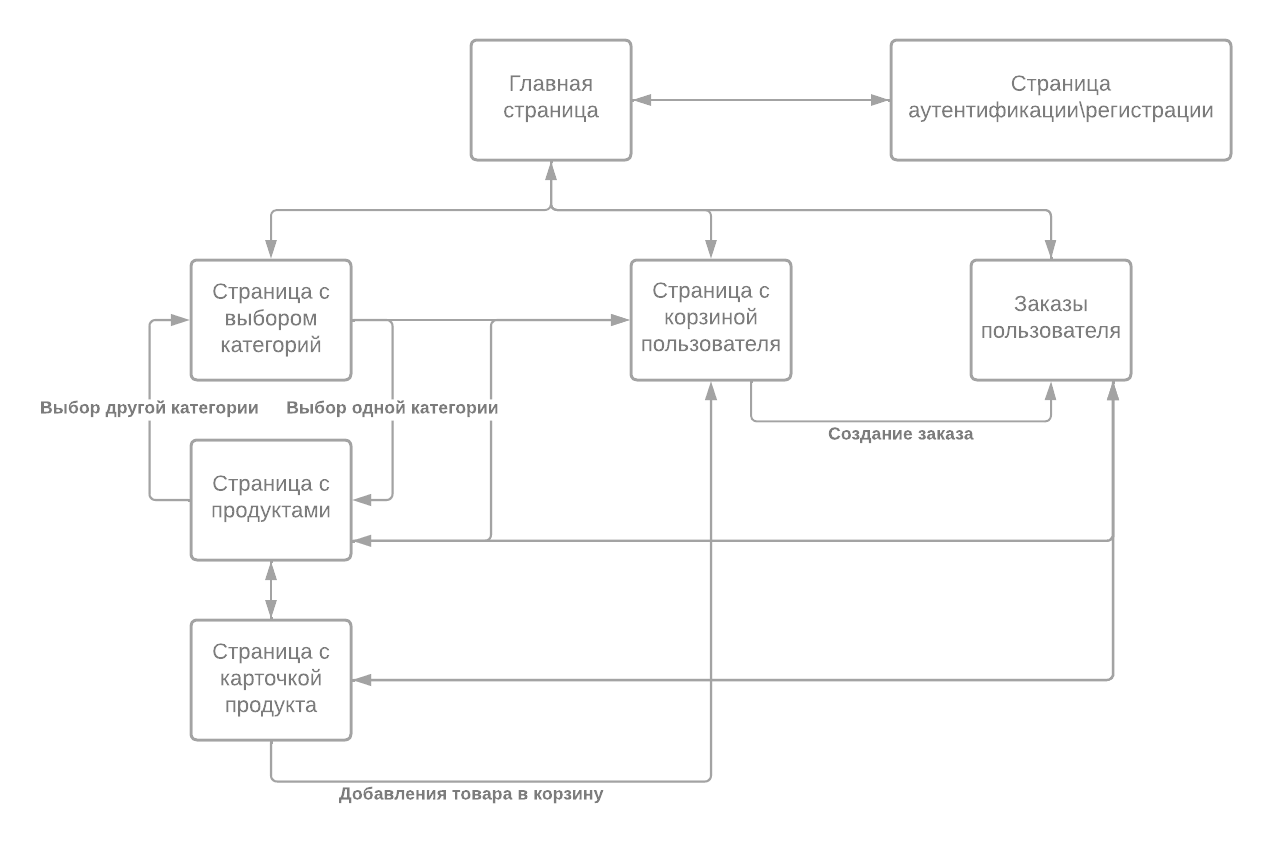 Главная
страница
Страница
аутентификации\регистрации
Страница с
выбором
категорий
Страница с
корзиной
пользователя
Заказы
пользователя
Выбор другой категории
Выбор одной категории
Создание заказа
Страница с
продуктами
Страница с
карточкой
продукта
Добавления товара в корзину